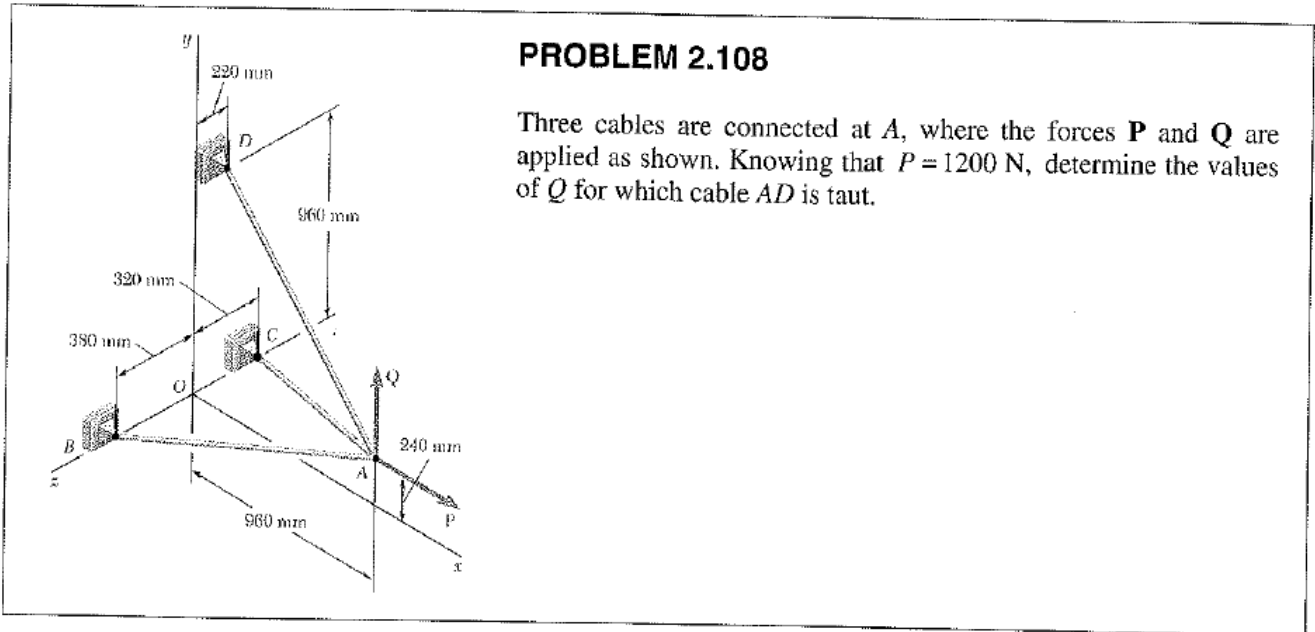 PROBLEM 2.108
Three cables are connected at A, where the forces P and Q are
applied as shown. Knowing that P = 1200 N, determine the values
of Q for which cable AD is taut.
y
220 mm
D
960 mm
320 mm
380 mm
C
O
Q
B
240 mm
A
z
960 mm
P
x